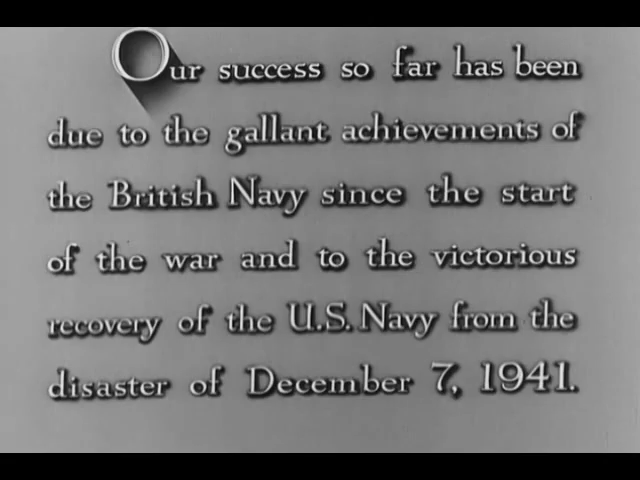 Our success so far has been
due to the gallant achievements of
the British Navy since the start
of the war and to the victorious
recovery of the U.S. Navy from the
disaster of December 7, 1941.